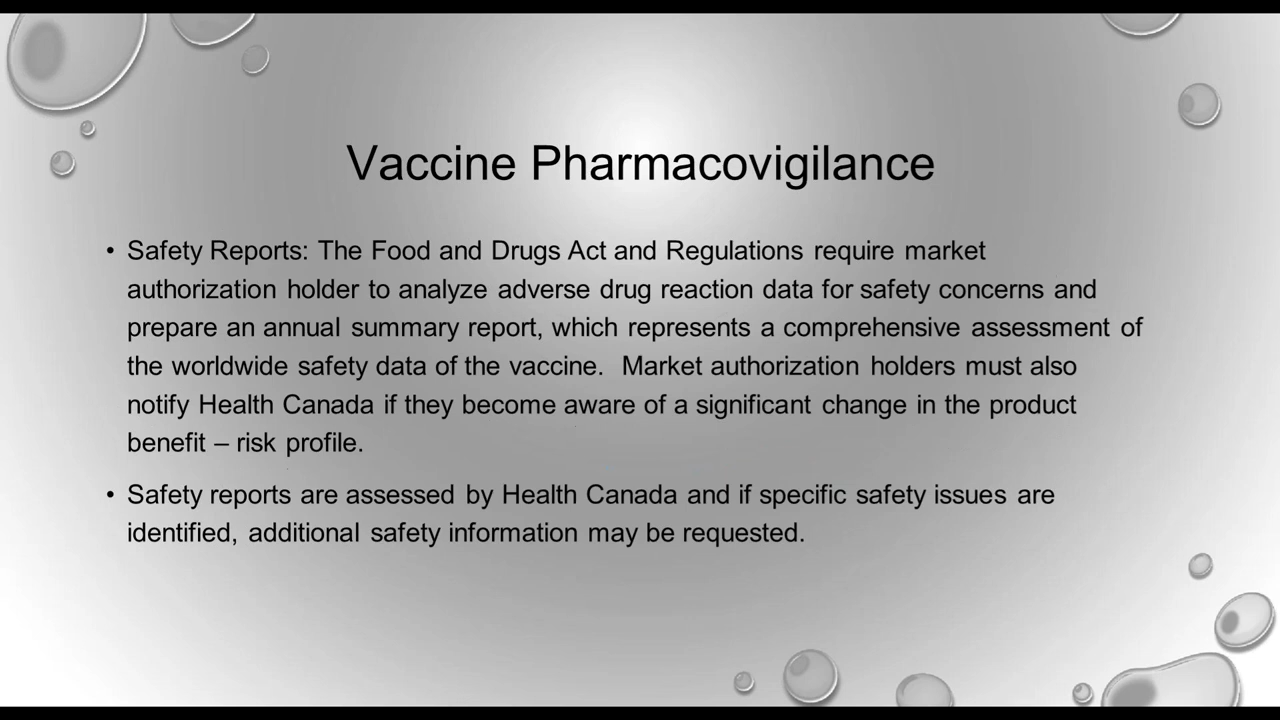 Vaccine Pharmacovigilance
• Safety Reports: The Food and Drugs Act and Regulations require market
authorization holder to analyze adverse drug reaction data for safety concerns and
prepare an annual summary report, which represents a comprehensive assessment of
the worldwide safety data of the vaccine. Market authorization holders must also
notify Health Canada if they become aware of a significant change in the product
benefit – risk profile.
• Safety reports are assessed by Health Canada and if specific safety issues are
identified, additional safety information may be requested.